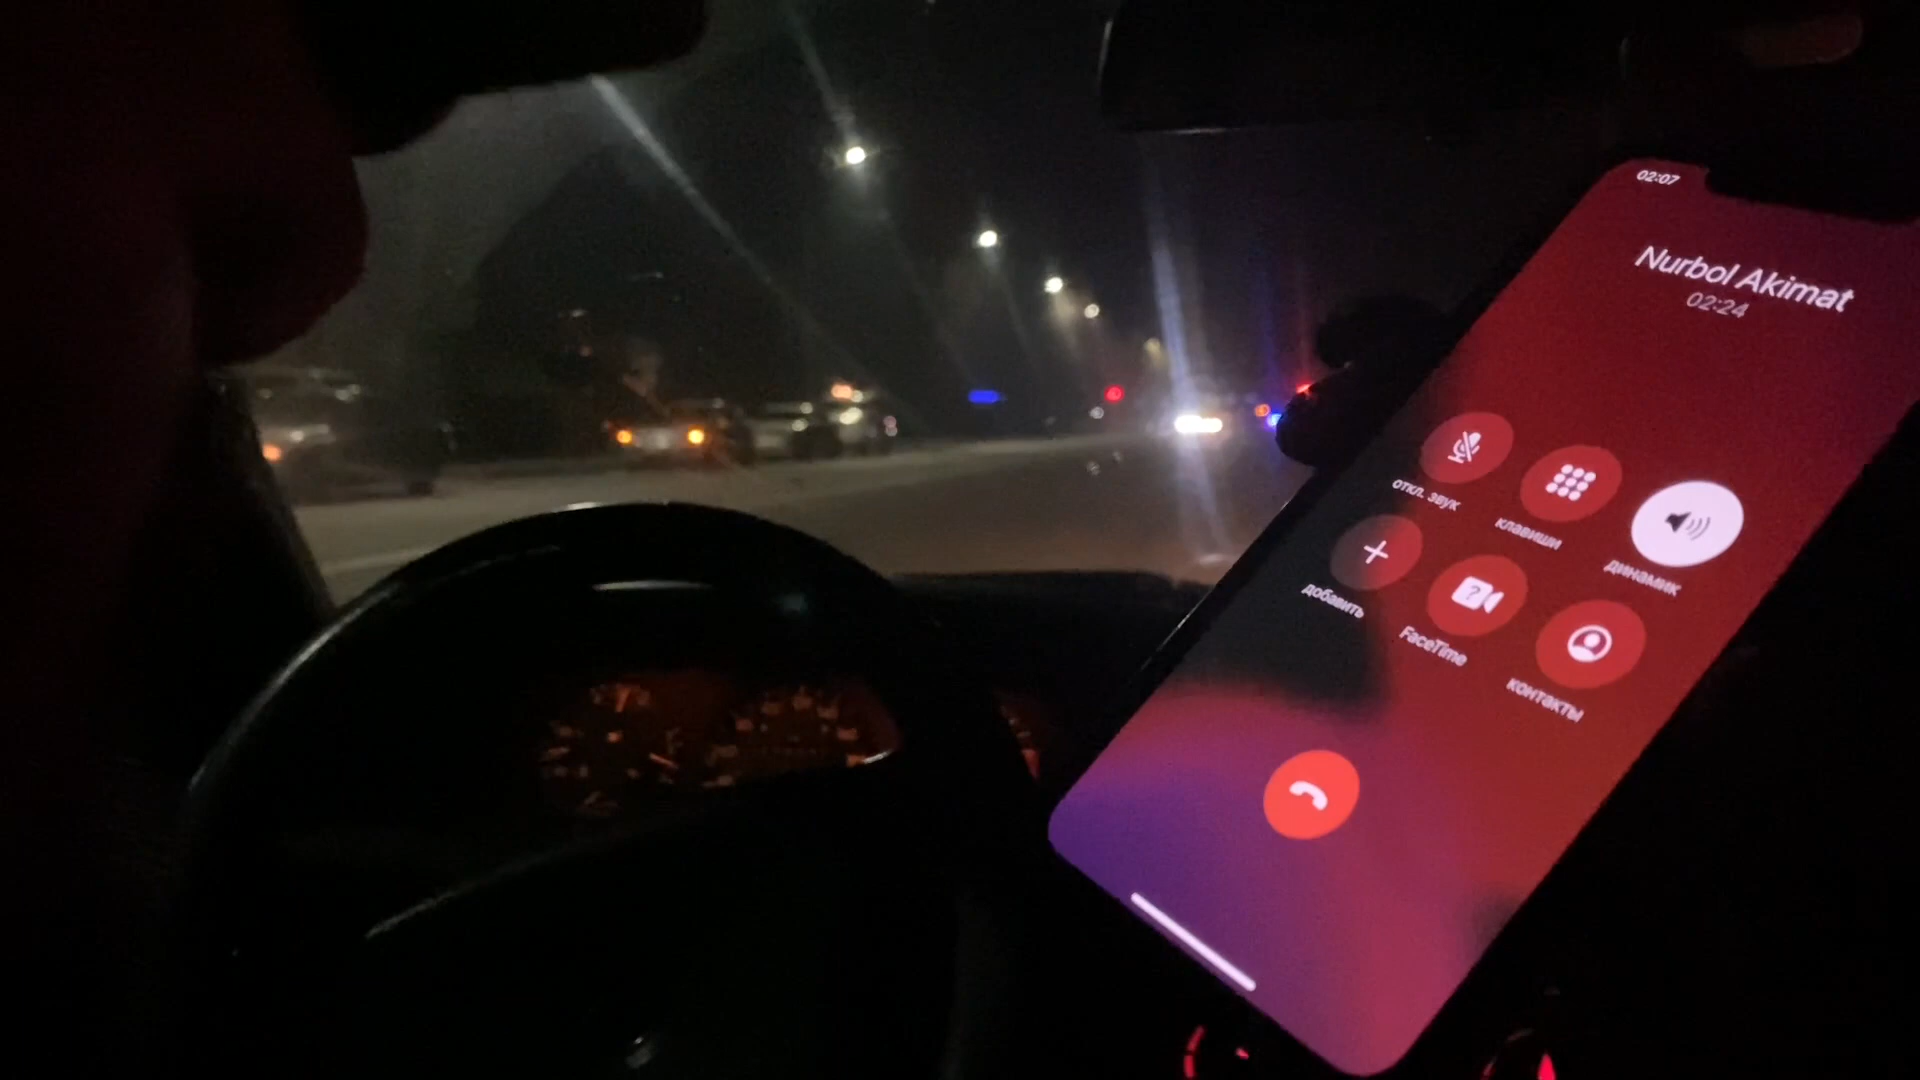 02:07
Nurbol Akimat
02:24
откл. звук
клавиши
динамик
добавить
FaceTime
контакты